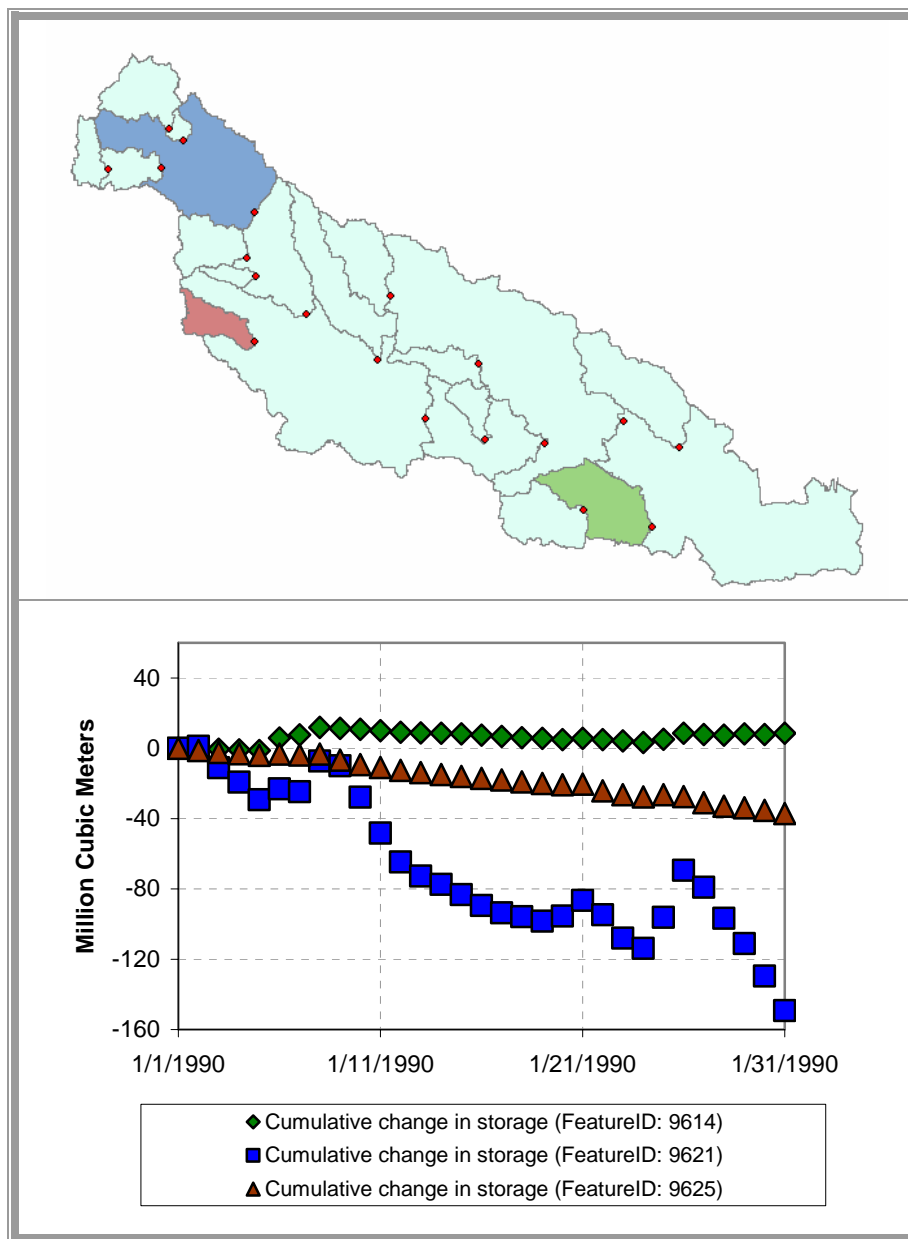 Million Cubic Meters
40
0
-40
-80
-120
-160
1/1/1990 1/11/1990 1/21/1990 1/31/1990
Cumulative change in storage (FeatureID: 9614)
Cumulative change in storage (FeatureID: 9621)
Cumulative change in storage (FeatureID: 9625)